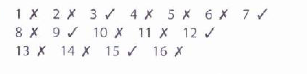 1 ✗ 2 ✗ 3 ✓ 4 ✗ 5 ✗ 6 ✗ 7 ✓
8 ✗ 9 ✓ 10 ✗ 11 ✗ 12 ✓
13 ✗ 14 ✗ 15 ✓ 16 ✗